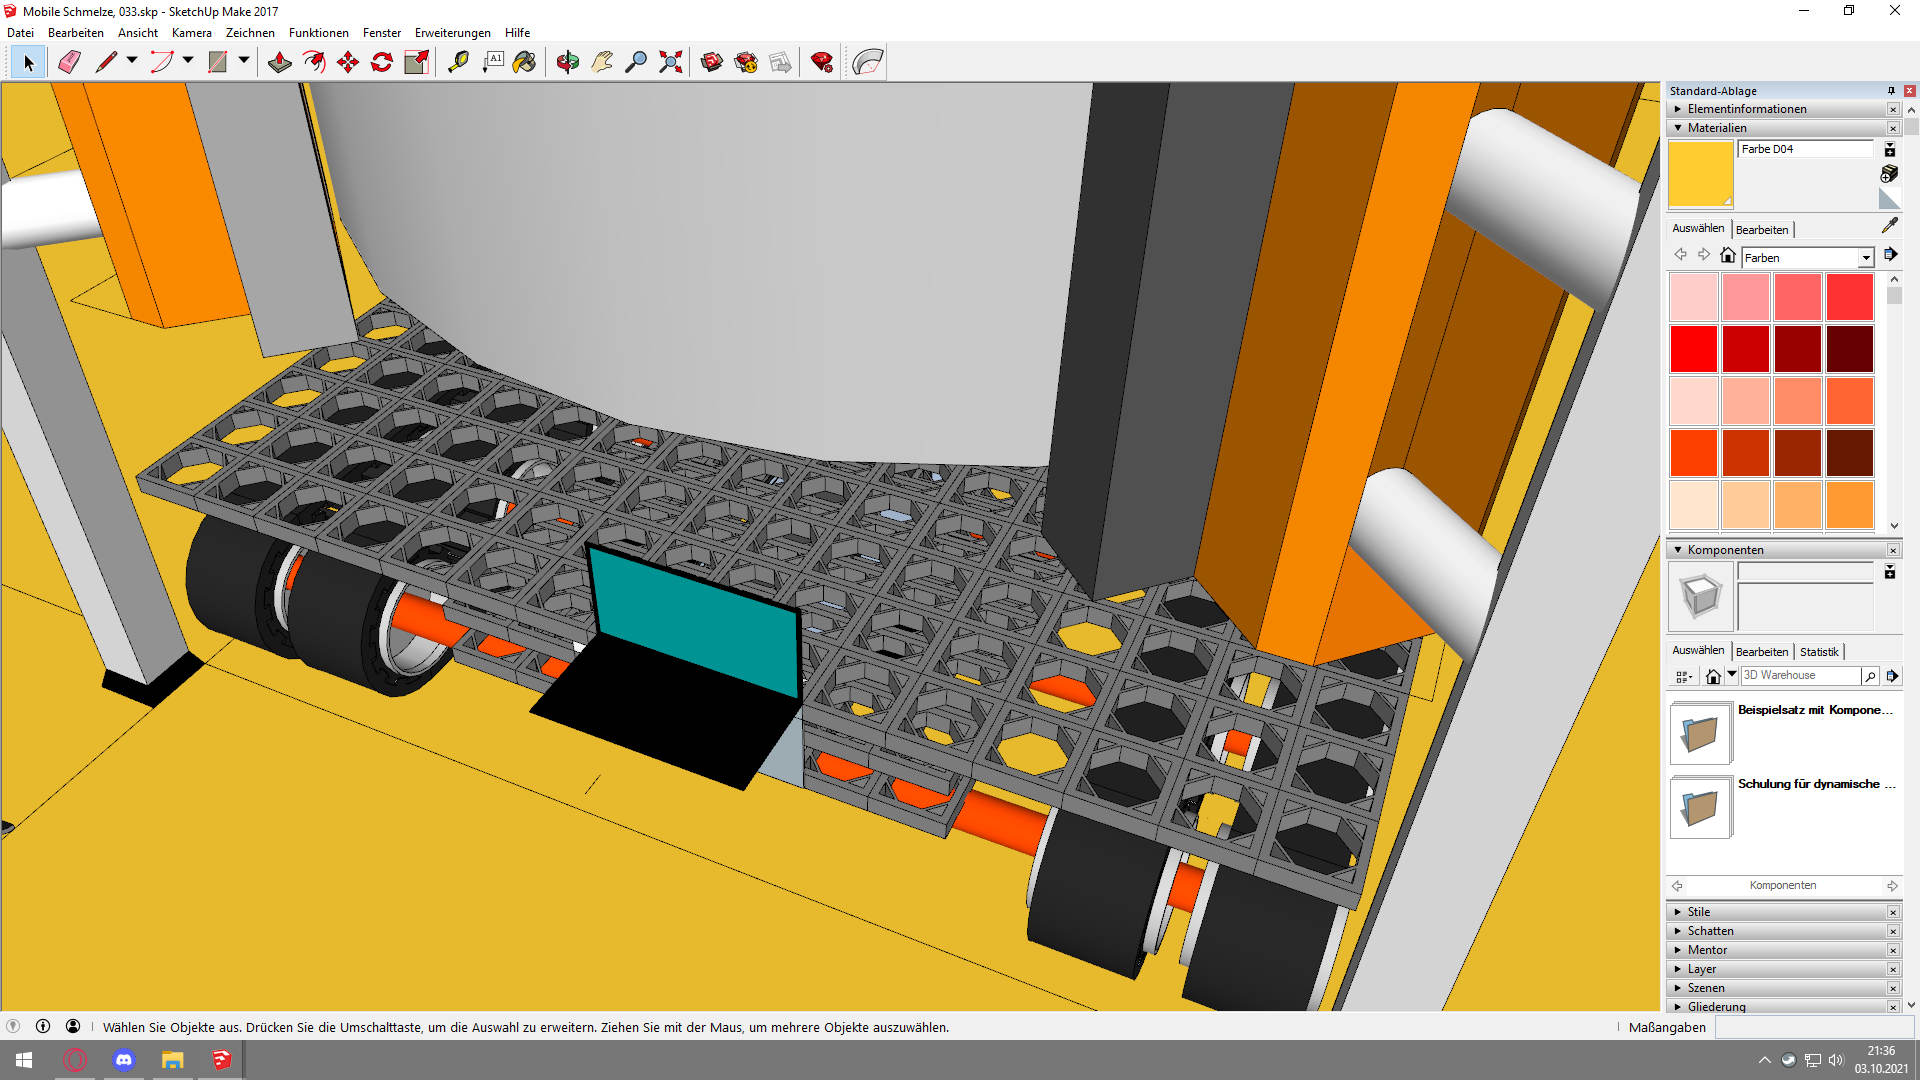 Mobile Schmelze, 033.skp - SketchUp Make 2017
Datei Bearbeiten Ansicht Kamera Zeichnen Funktionen Fenster Erweiterungen Hilfe
A1
Standard-Ablage
Elementinformationen
Materialien
Farbe D04
Auswählen Bearbeiten
Farben
Komponenten
Auswählen Bearbeiten Statistik
3D Warehouse
Beispielsatz mit Kompone...
Schulung für dynamische ...
Komponenten
Stile
Schatten
Mentor
Layer
Szenen
Gliederung
Wählen Sie Objekte aus. Drücken Sie die Umschalttaste, um die Auswahl zu erweitern. Ziehen Sie mit der Maus, um mehrere Objekte auszuwählen.
Maßangaben
21:36
03.10.2021